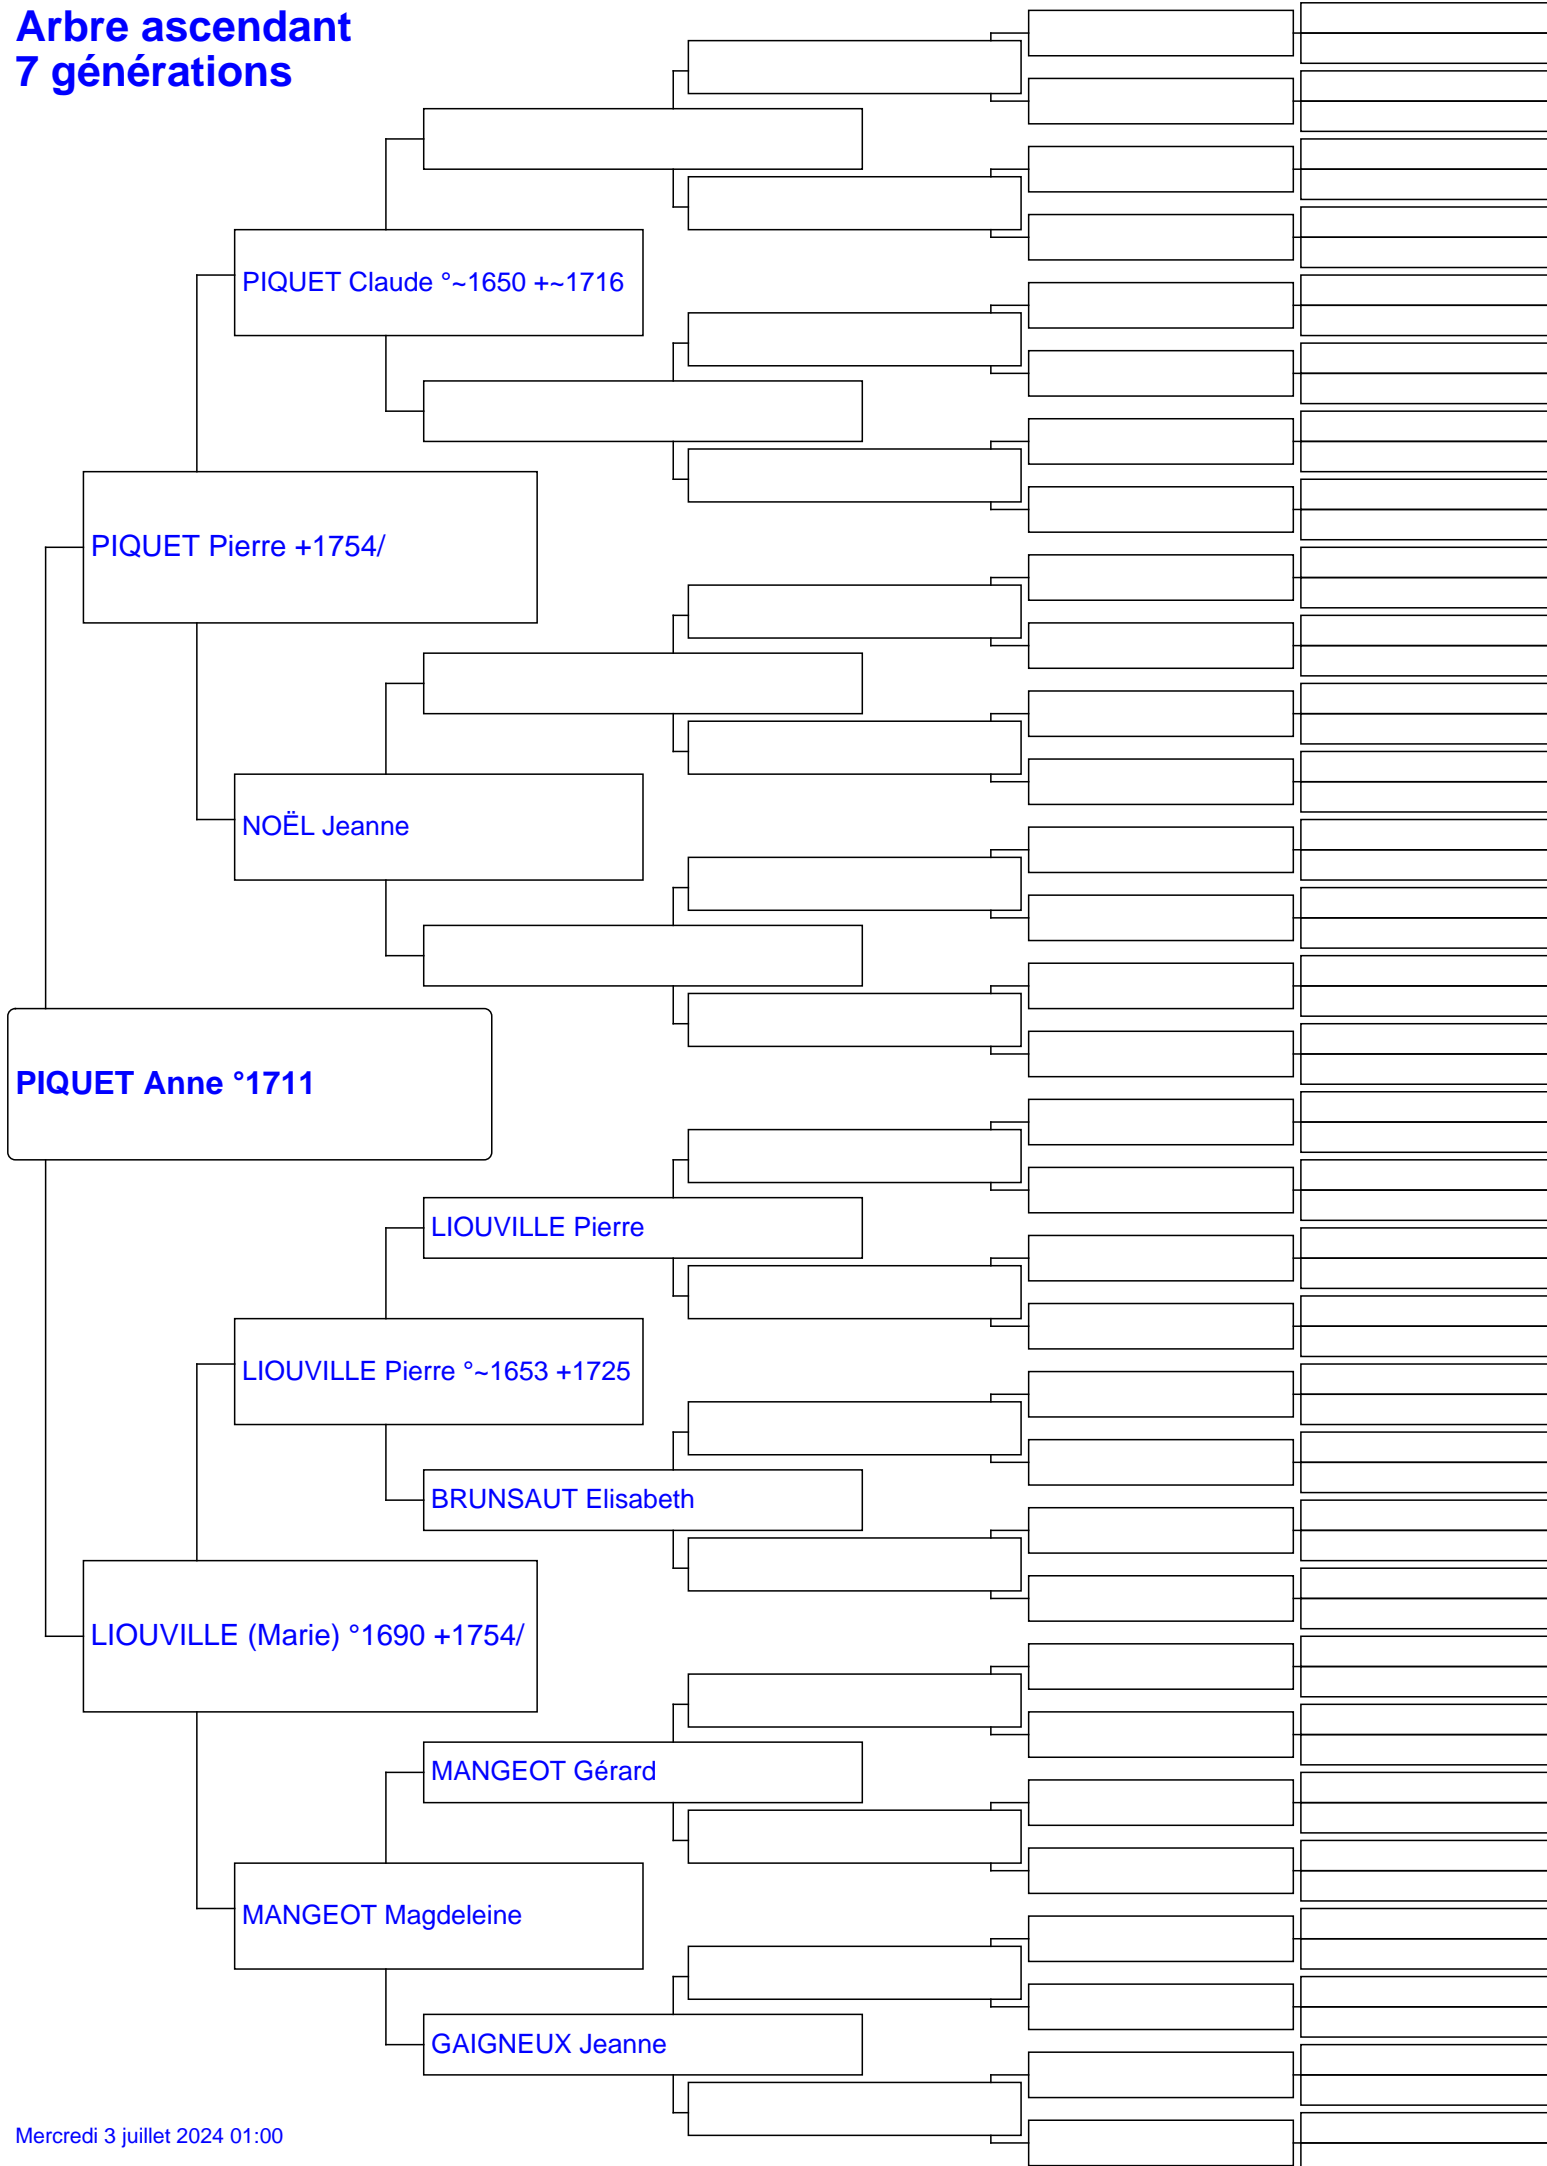 Arbre ascendant
7 générations
PIQUET Claude °~1650 +~1716
PIQUET Pierre +1754/
NOËL Jeanne
PIQUET Anne °1711
LIOUVILLE Pierre
LIOUVILLE Pierre °~1653 +1725
BRUNSAUT Elisabeth
LIOUVILLE (Marie) °1690 +1754/
MANGEOT Gérard
MANGEOT Magdeleine
GAIGNEUX Jeanne
Mercredi 3 juillet 2024 01:00